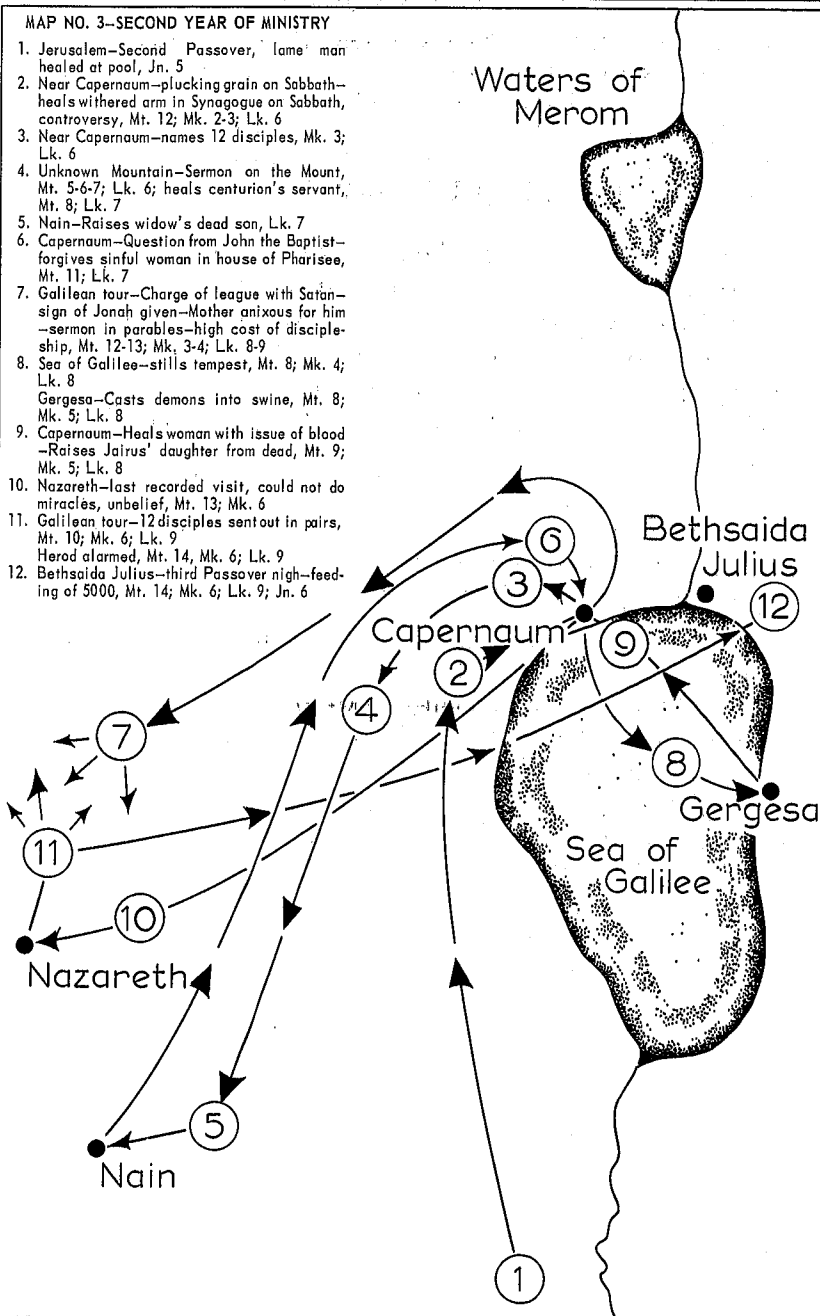 MAP NO. 3—SECOND YEAR OF MINISTRY
1. Jerusalem—Second Passover, lame man
healed at pool, Jn. 5
2. Near Capernaum—plucking grain on Sabbath—
heals withered arm in Synagogue on Sabbath,
controversy, Mt. 12; Mk. 2-3; Lk. 6
3. Near Capernaum—names 12 disciples, Mk. 3;
Lk. 6
4. Unknown Mountain—Sermon on the Mount,
Mt. 5-6-7; Lk. 6; heals centurion's servant,
Mt. 8; Lk. 7
5. Nain—Raises widow's dead son, Lk. 7
6. Capernaum—Question from John the Baptist—
forgives sinful woman in house of Pharisee,
Mt. 11; Lk. 7
7. Galilean tour—Charge of league with Satan—
sign of Jonah given—Mother anixous for him
—sermon in parables—high cost of disciple-
ship, Mt. 12-13; Mk. 3-4; Lk. 8-9
8. Sea of Galilee—stills tempest, Mt. 8; Mk. 4;
Lk. 8
Gergesa—Casts demons into swine, Mt. 8;
Mk. 5; Lk. 8
9. Capernaum—Heals woman with issue of blood
—Raises Jairus' daughter from dead, Mt. 9;
Mk. 5; Lk. 8
10. Nazareth—last recorded visit, could not do
miracles, unbelief, Mt. 13; Mk. 6
11. Galilean tour—12 disciples sent out in pairs,
Mt. 10; Mk. 6; Lk. 9
Herod alarmed, Mt. 14, Mk. 6; Lk. 9
12. Bethsaida Julius—third Passover nigh—feed-
ing of 5000, Mt. 14; Mk. 6; Lk. 9; Jn. 6
Waters of
Merom
Bethsaida
Julius
6
3
12
Capernaum
9
2
4
7
8
Gergesa
11
Sea of
Galilee
10
Nazareth
5
Nain
1